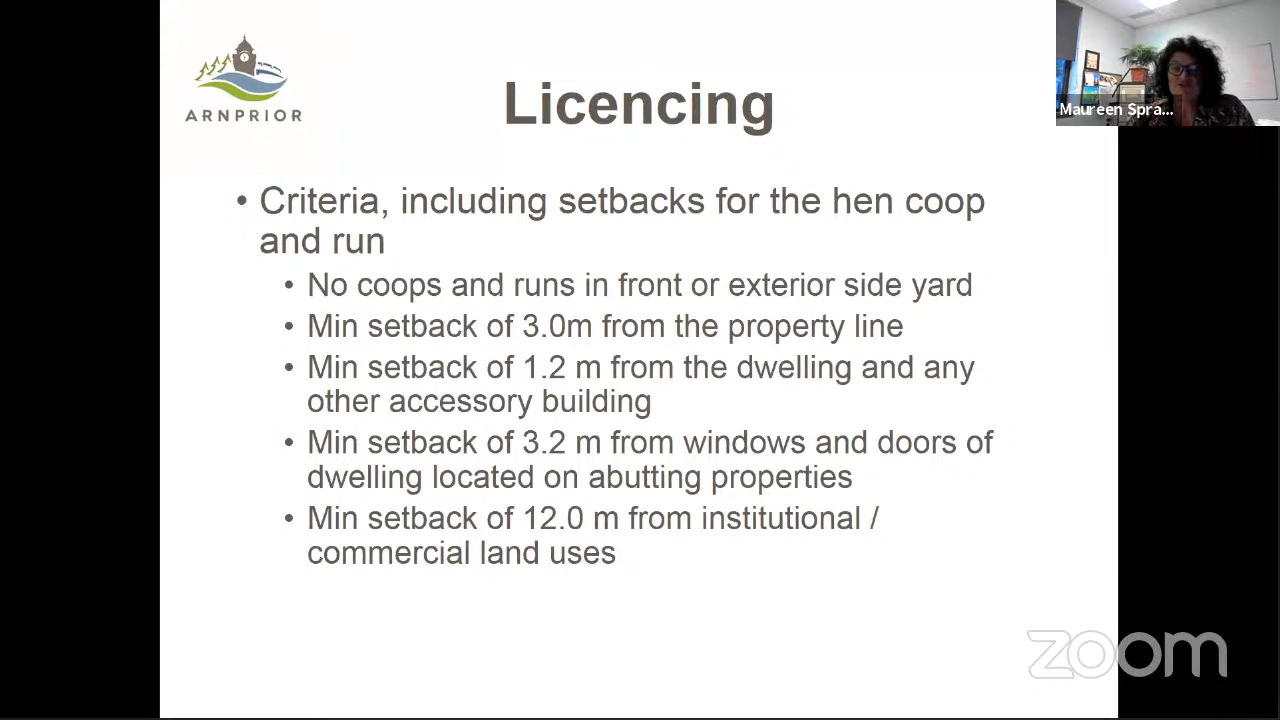 ARNPRIOR
Licencing
Maureen Spra...
• Criteria, including setbacks for the hen coop
and run
• No coops and runs in front or exterior side yard
• Min setback of 3.0m from the property line
• Min setback of 1.2 m from the dwelling and any
other accessory building
• Min setback of 3.2 m from windows and doors of
dwelling located on abutting properties
• Min setback of 12.0 m from institutional /
commercial land uses
zoom